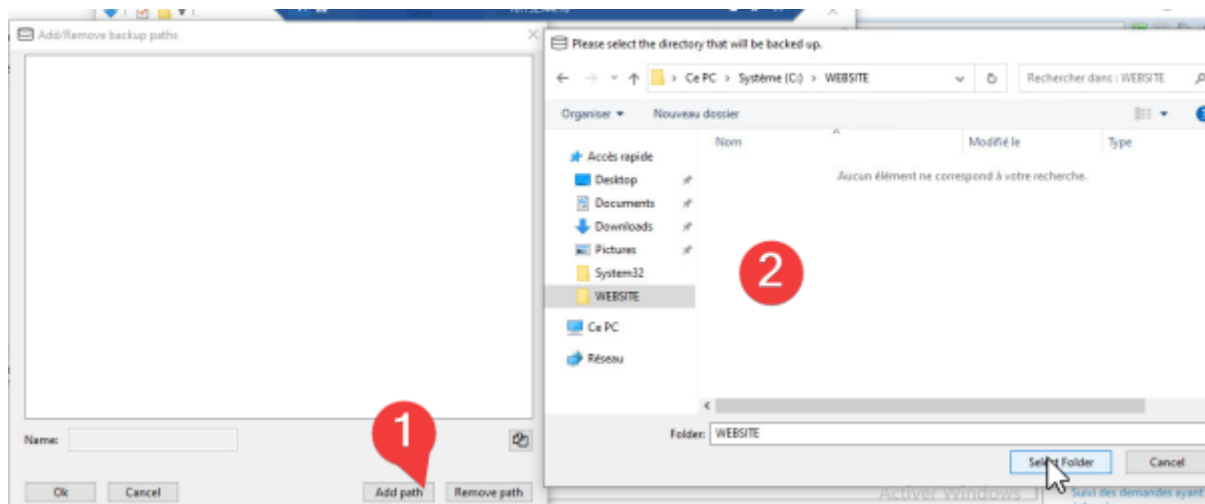 Add/Remove backup paths
Name:
Ok Cancel Add path Remove path
1
Please select the directory that will be backed up.
Ce PC > Système (C:) > WEBSITE
Rechercher dans : WEBSITE
Organiser Nouveau dossier
Nom Modifié le Type
Aucun élément ne correspond à votre recherche.
Accès rapide
Desktop
Documents
Downloads
Pictures
System32
WEBSITE
Ce PC
Réseau
2
Folder: WEBSITE
Select Folder Cancel
Activer Windows
Suivi des demandes ayant